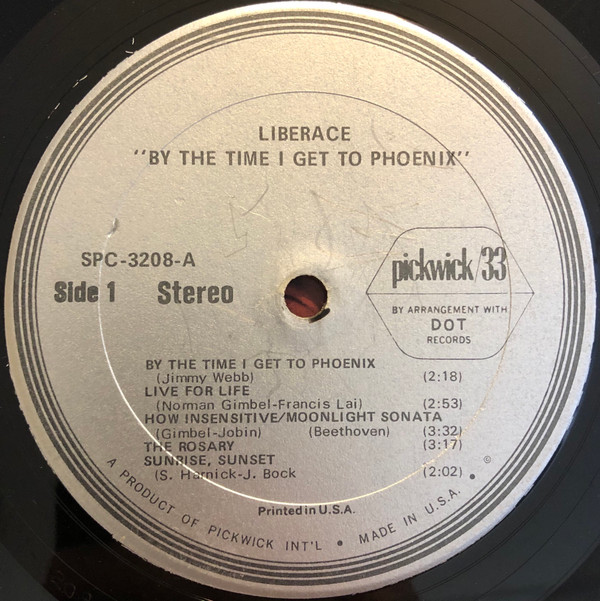 LIBERACE
"BY THE TIME I GET TO PHOENIX"
SPC-3208-A
Side 1 Stereo
pickwick/33
BY ARRANGEMENT WITH
DOT
RECORDS
BY THE TIME I GET TO PHOENIX
(Jimmy Webb) (2:18)
LIVE FOR LIFE
(Norman Gimbel-Francis Lai) (2:53)
HOW INSENSITIVE/MOONLIGHT SONATA
(Gimbel-Jobin) (Beethoven) (3:32)
THE ROSARY (3:17)
SUNRISE, SUNSET
(S. Harnick-J. Bock (2:02)
©
Printed in U.S.A.
A PRODUCT OF PICKWICK INT'L • MADE IN U.S.A. •